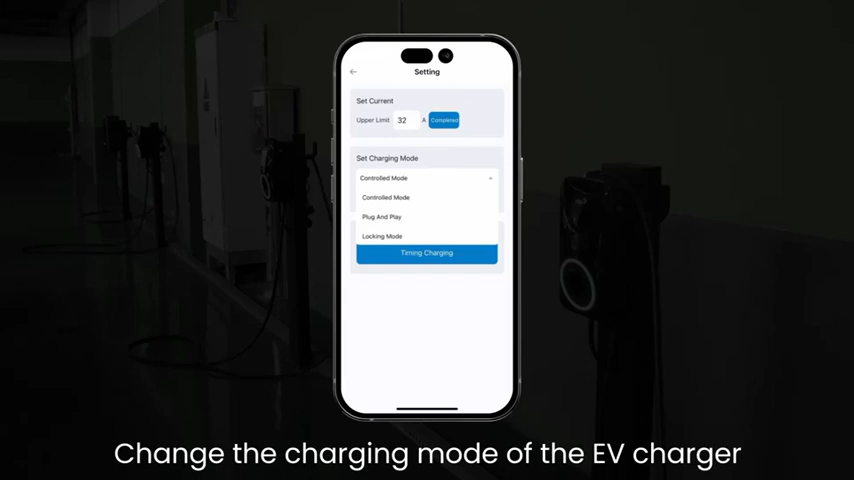 Setting
Set Current
Upper Limit 32 A Completed
Set Charging Mode
Controlled Mode
Controlled Mode
Plug And Play
Locking Mode
Timing Charging
Change the charging mode of the EV charger